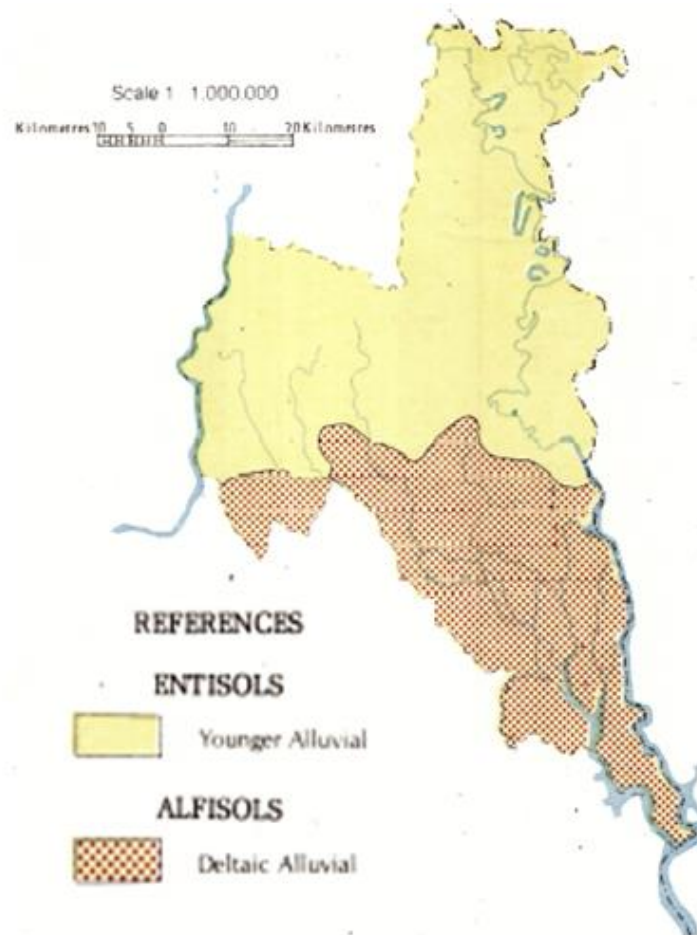 Scale 1 1.000.000
Kilometres 10 5 0 10 20 Kilometres
REFERENCES
ENTISOLS
Younger Alluvial
ALFISOLS
Deltaic Alluvial